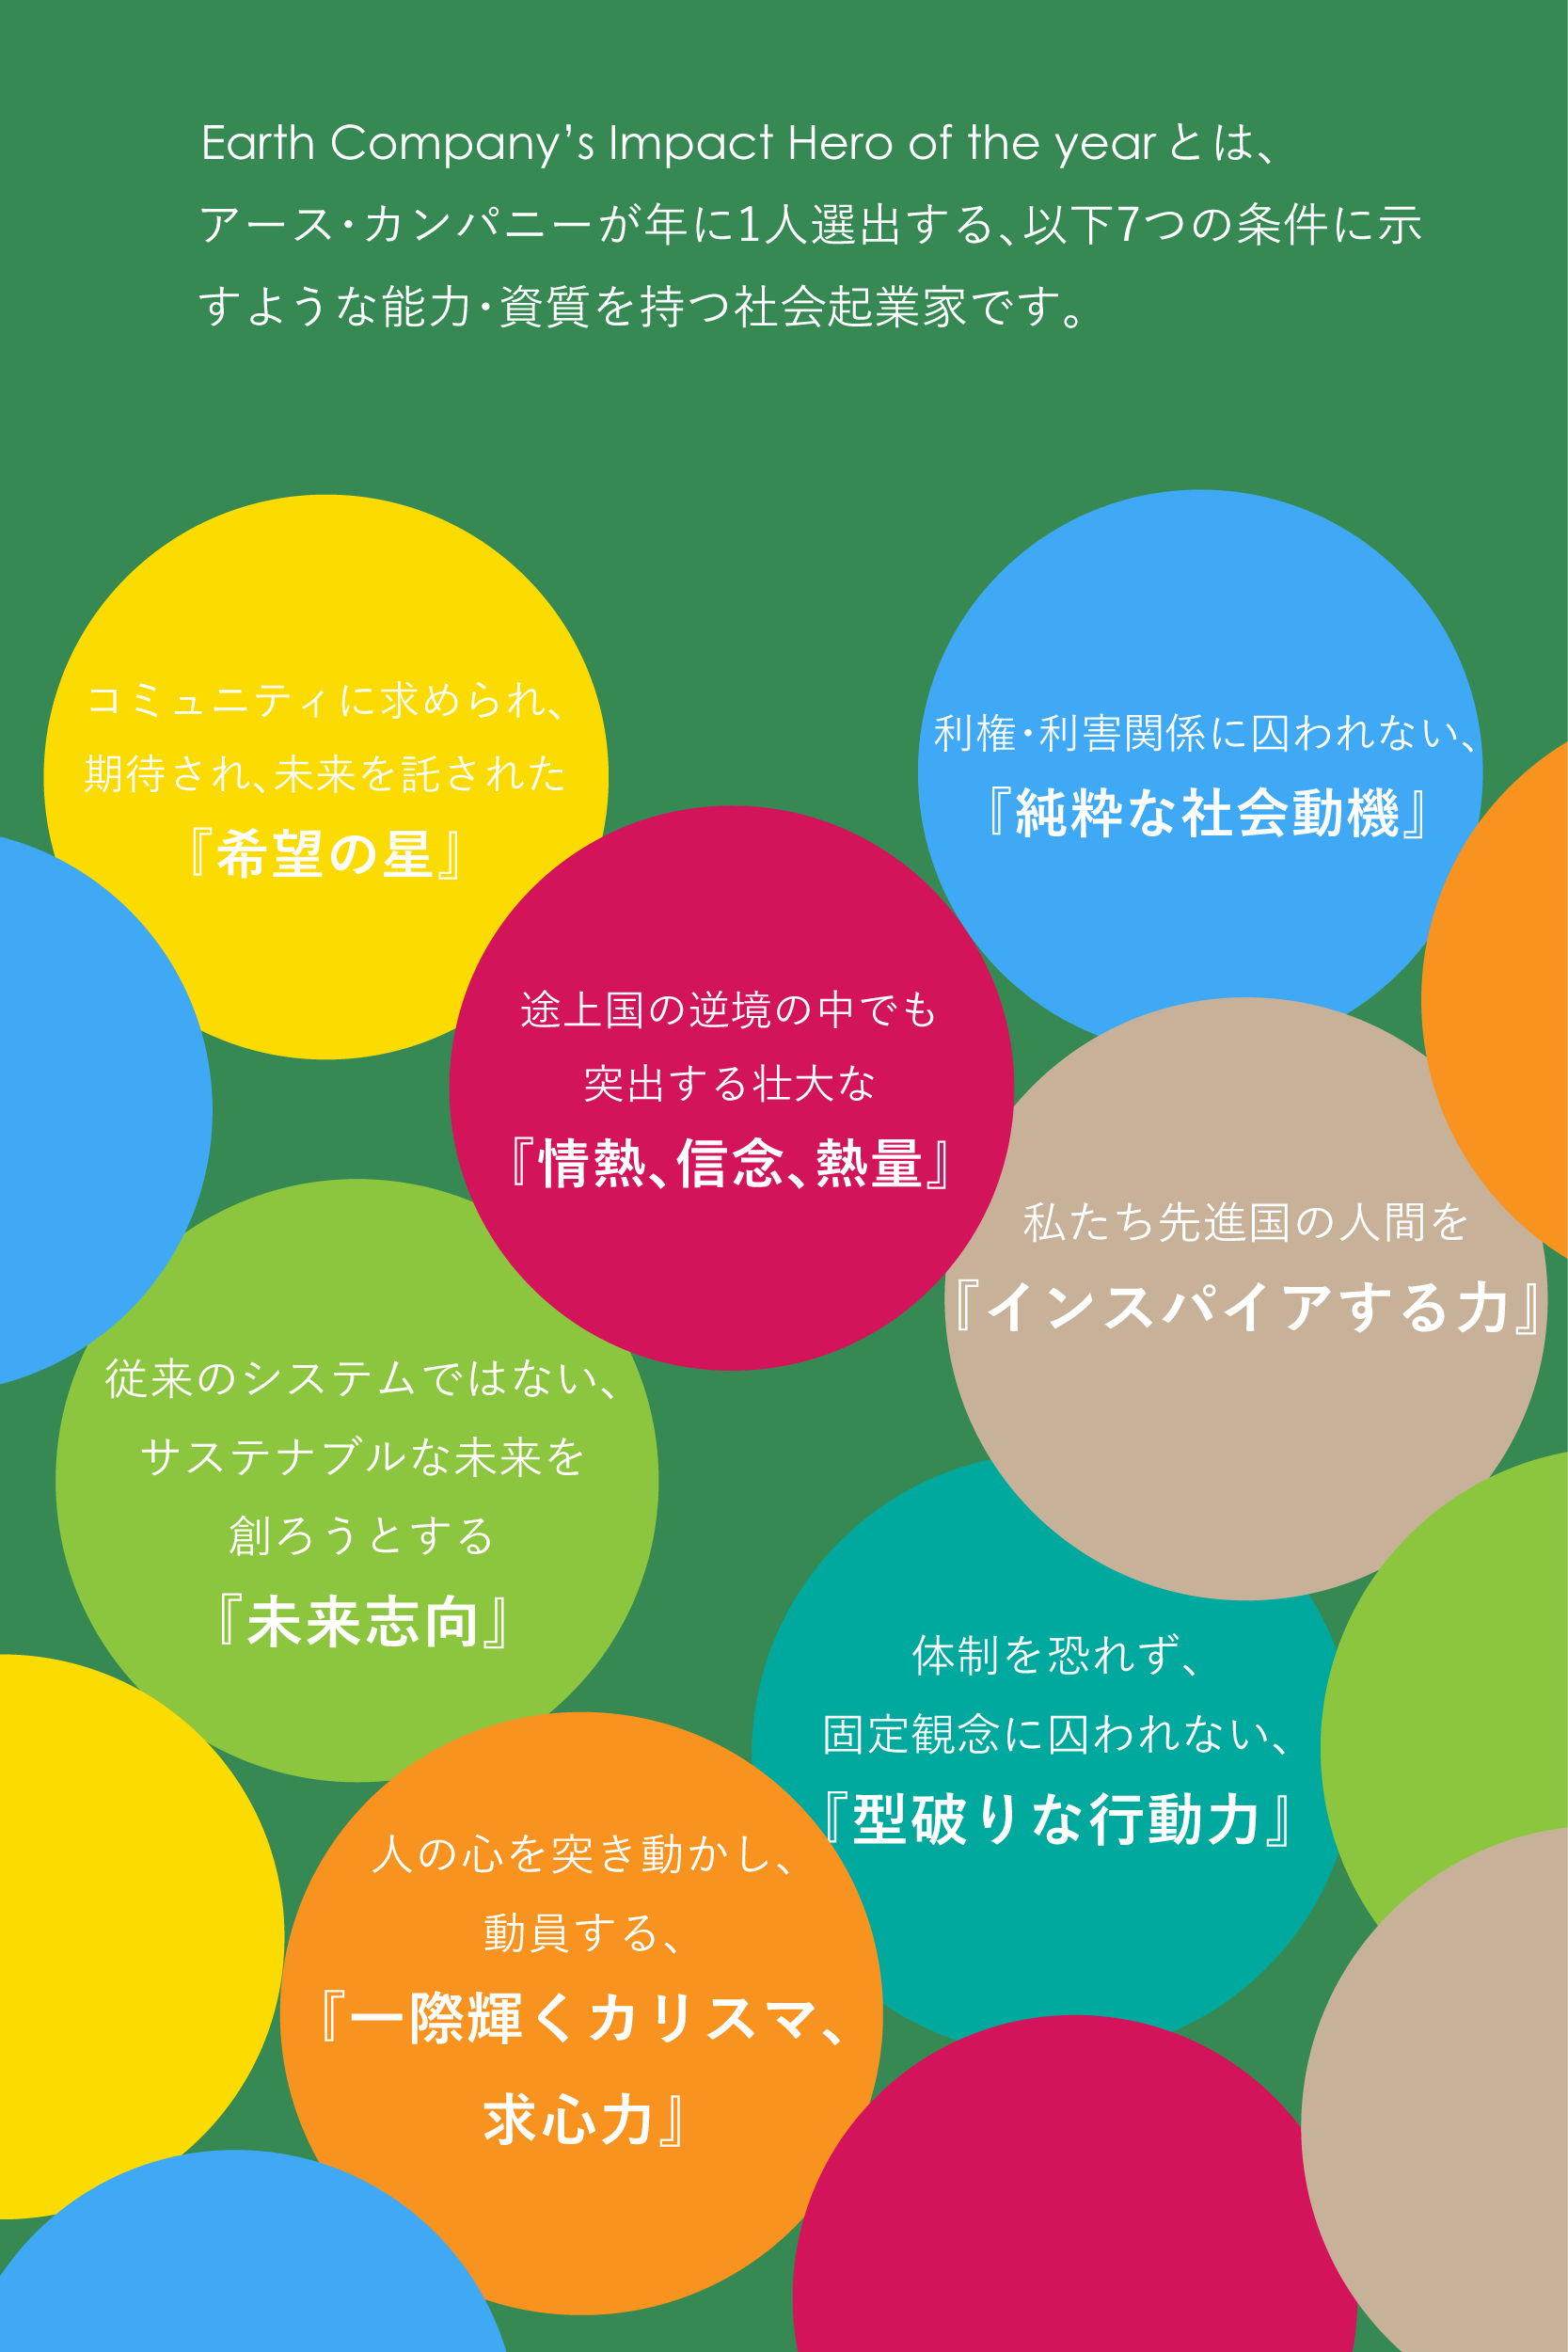 Earth Company’s Impact Hero of the yearとは、
アース・カンパニーが年に1人選出する、以下7つの条件に示
すような能力・資質を持つ社会起業家です。
コミュニティに求められ、
期待され、未来を託された
『希望の星』
利権・利害関係に囚われない、
『純粋な社会動機』
途上国の逆境の中でも
突出する壮大な
『情熱、信念、熱量』
私たち先進国の人間を
『インスパイアする力』
従来のシステムではない、
サステナブルな未来を
創ろうとする
『未来志向』
体制を恐れず、
固定観念に囚われない、
『型破りな行動力』
人の心を突き動かし、
動員する、
『一際輝くカリスマ、
求心力』